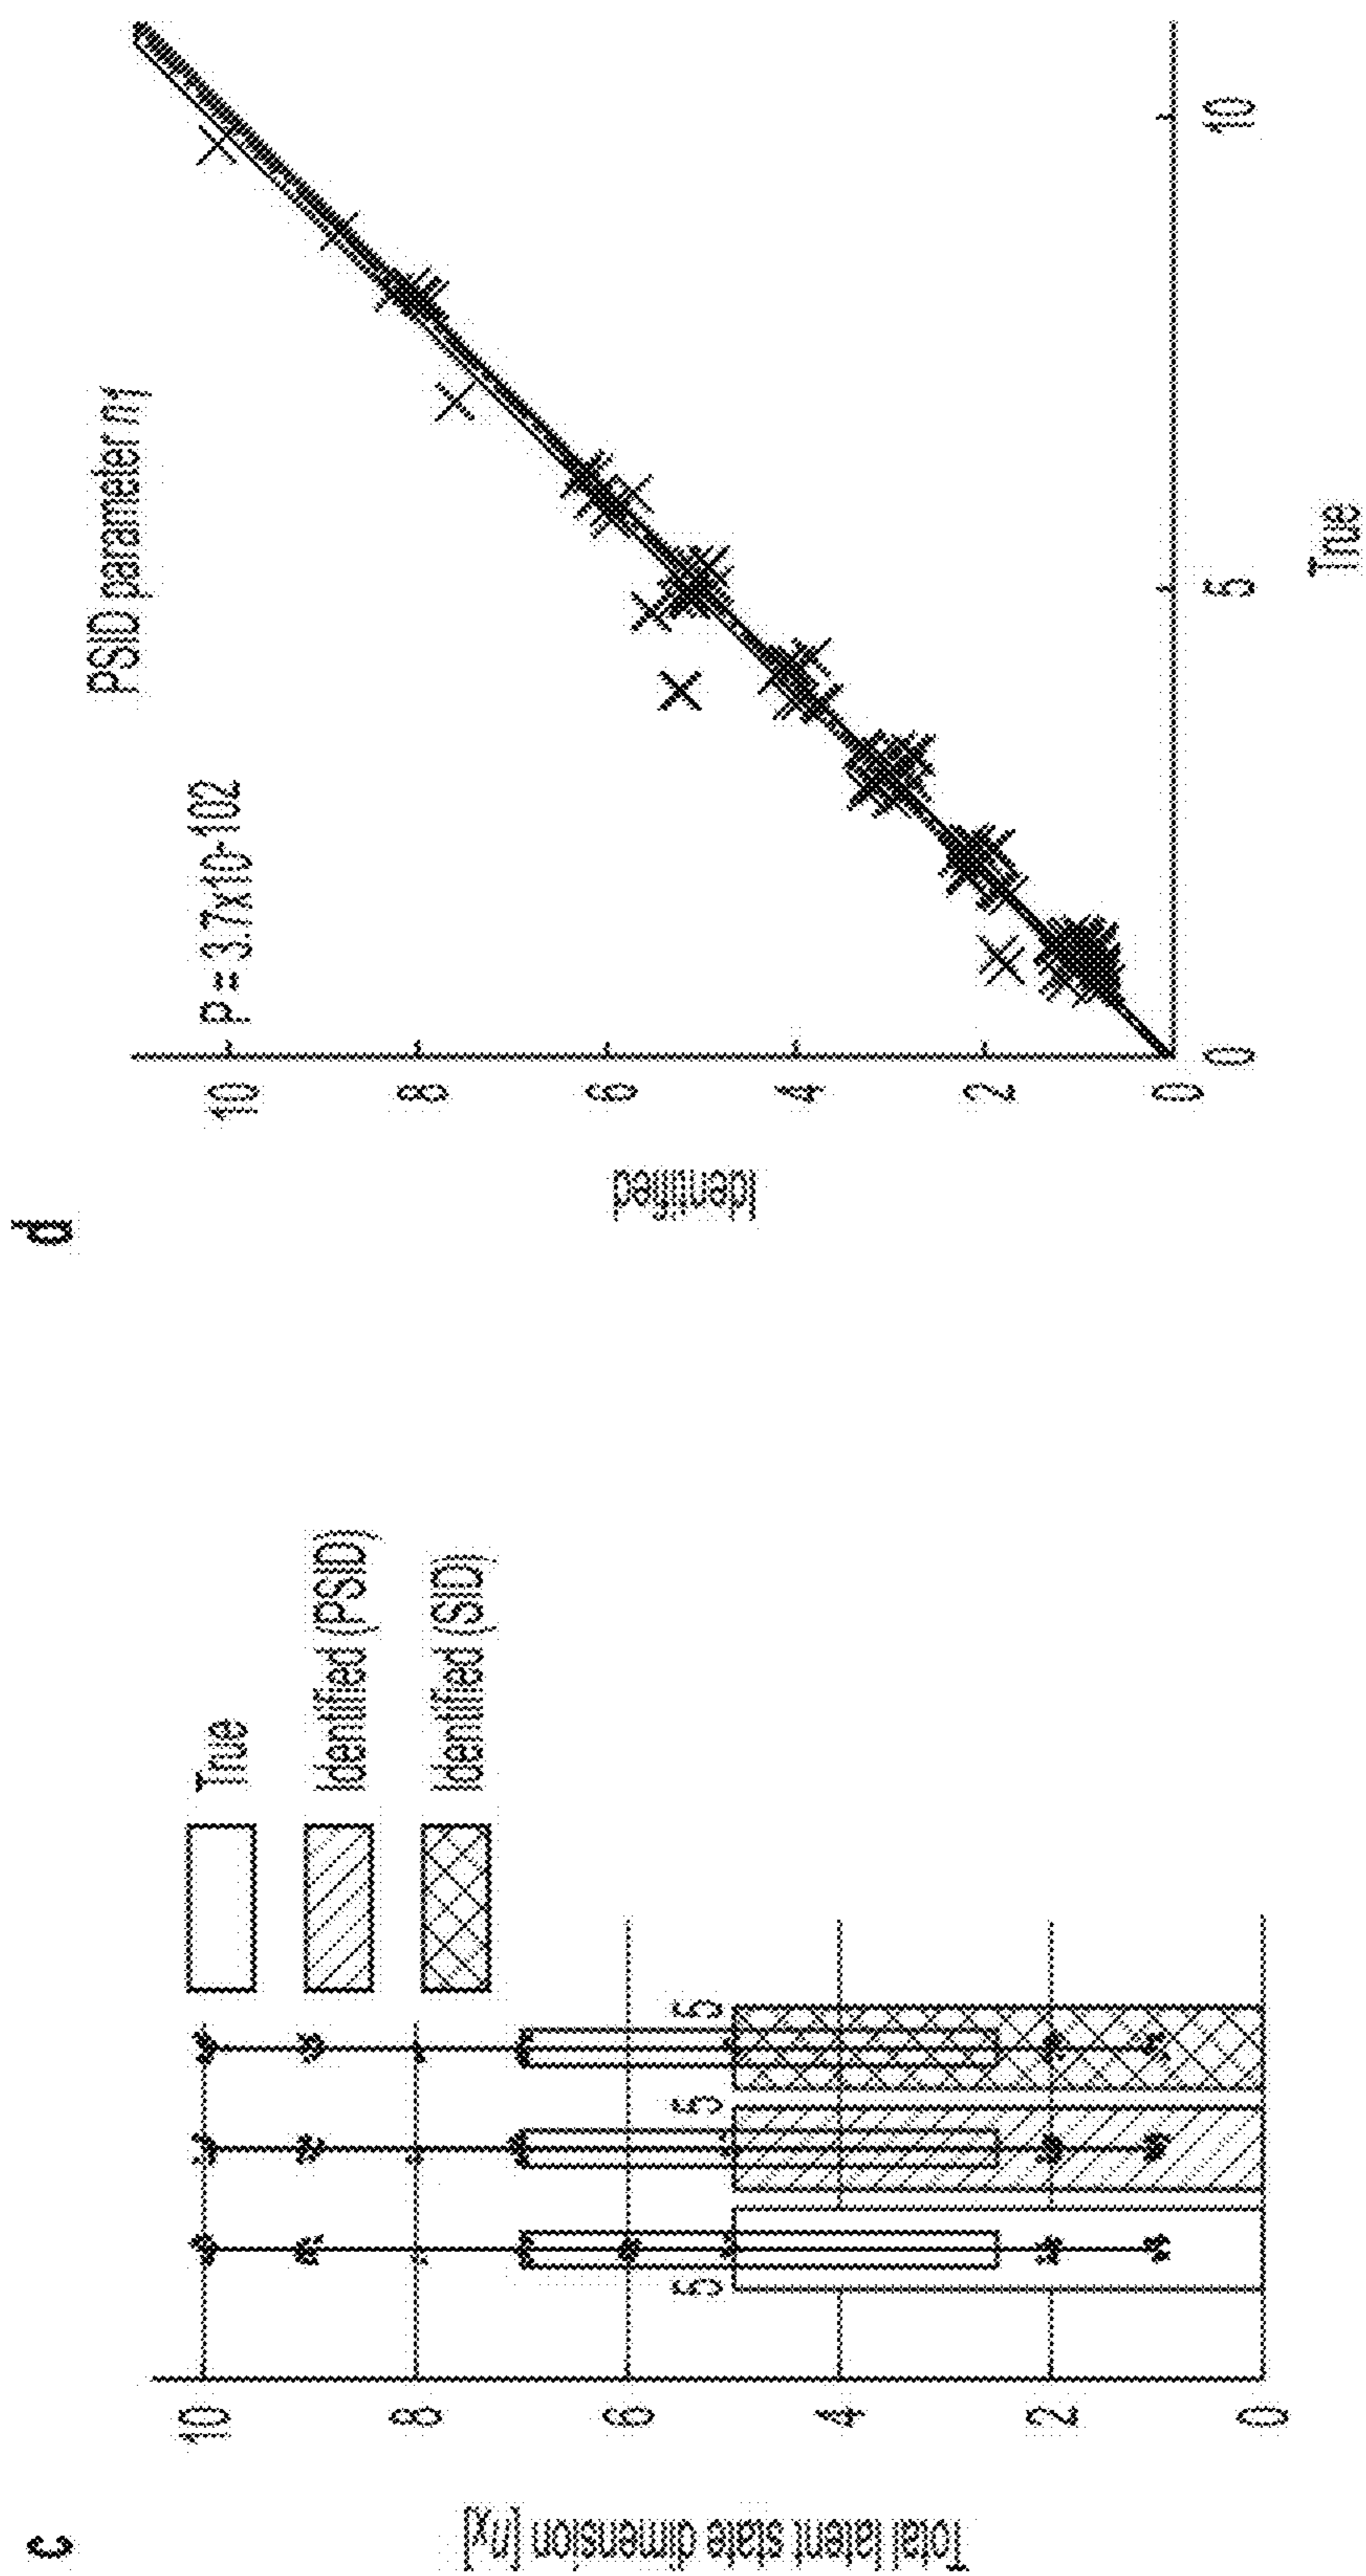 c
Total latent state dimension [nx]
10
8
6
4
2
0
5
5
5
True
Identified (PSID)
Identified (SID)
d
PSID parameter n1
P = 3.7x10-102
Identified
10
8
6
4
2
0
0
5
10
True